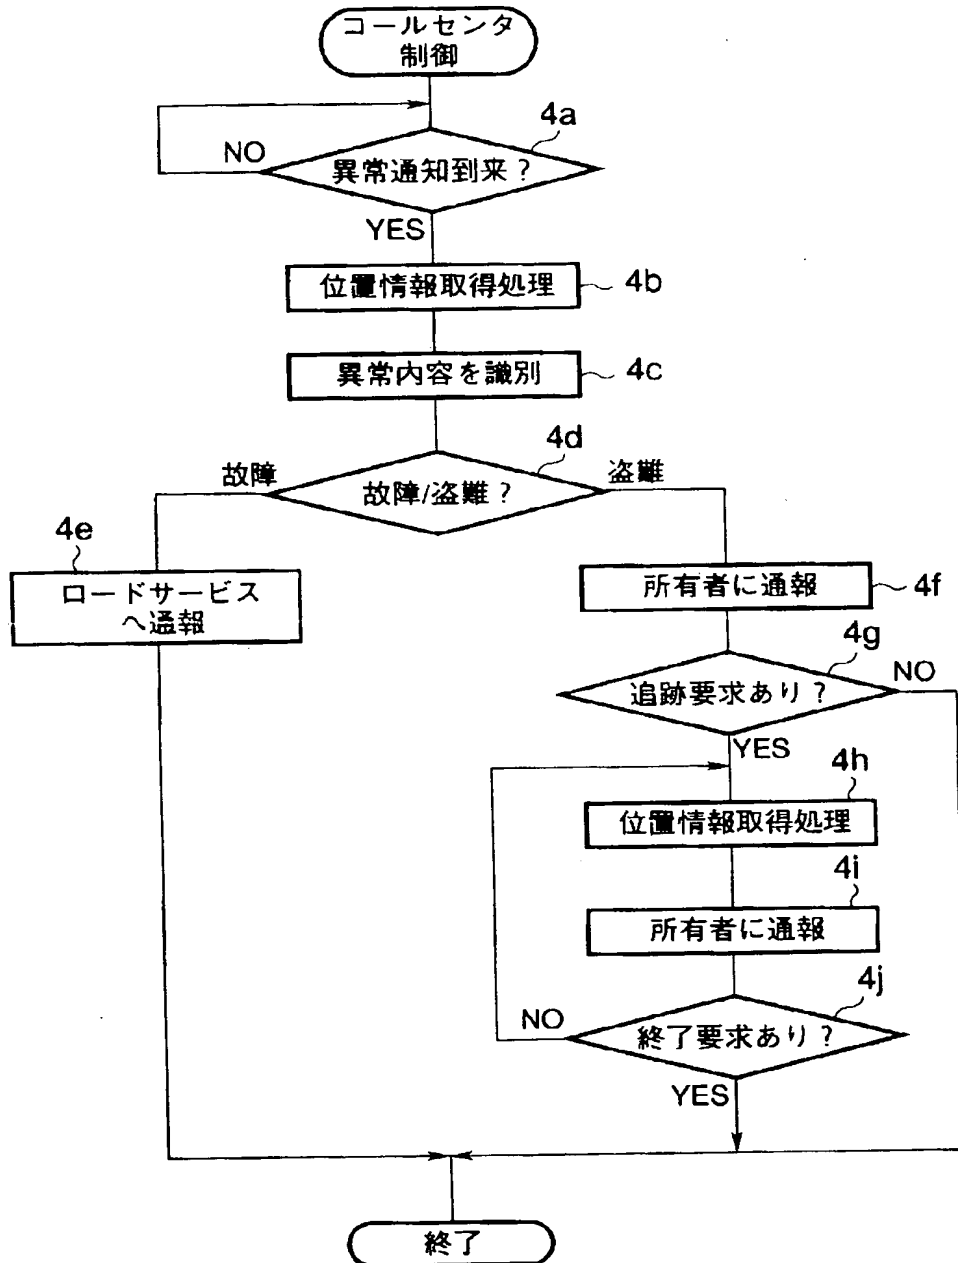 コールセンタ
制御
4a
NO
異常通知到来?
YES
位置情報取得処理
4b
異常内容を識別
4c
4d
故障
故障/盗難?
盗難
4e
ロードサービス
へ通報
所有者に通報
4f
4g
追跡要求あり?
NO
YES
4h
位置情報取得処理
4i
所有者に通報
4j
NO
終了要求あり?
YES
終了